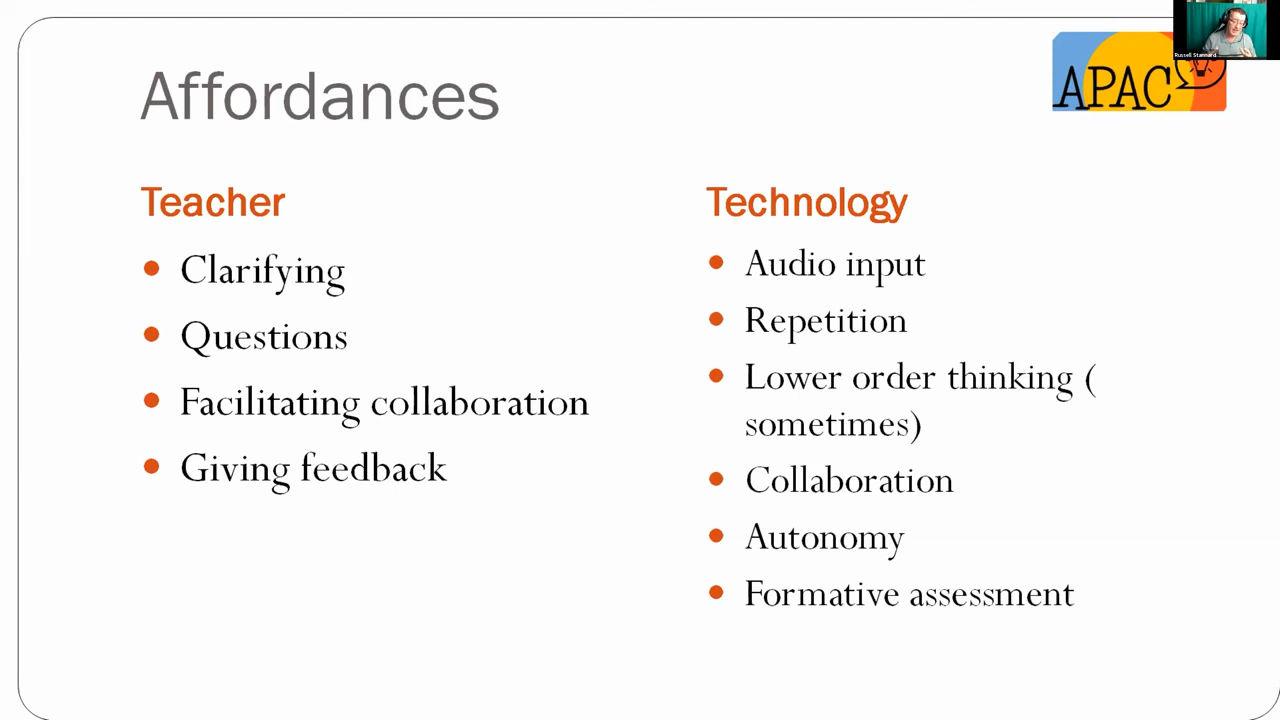 Affordances
Russell Stannard
APAC
Teacher
Clarifying
Questions
Facilitating collaboration
Giving feedback
Technology
Audio input
Repetition
Lower order thinking (
sometimes)
Collaboration
Autonomy
Formative assessment